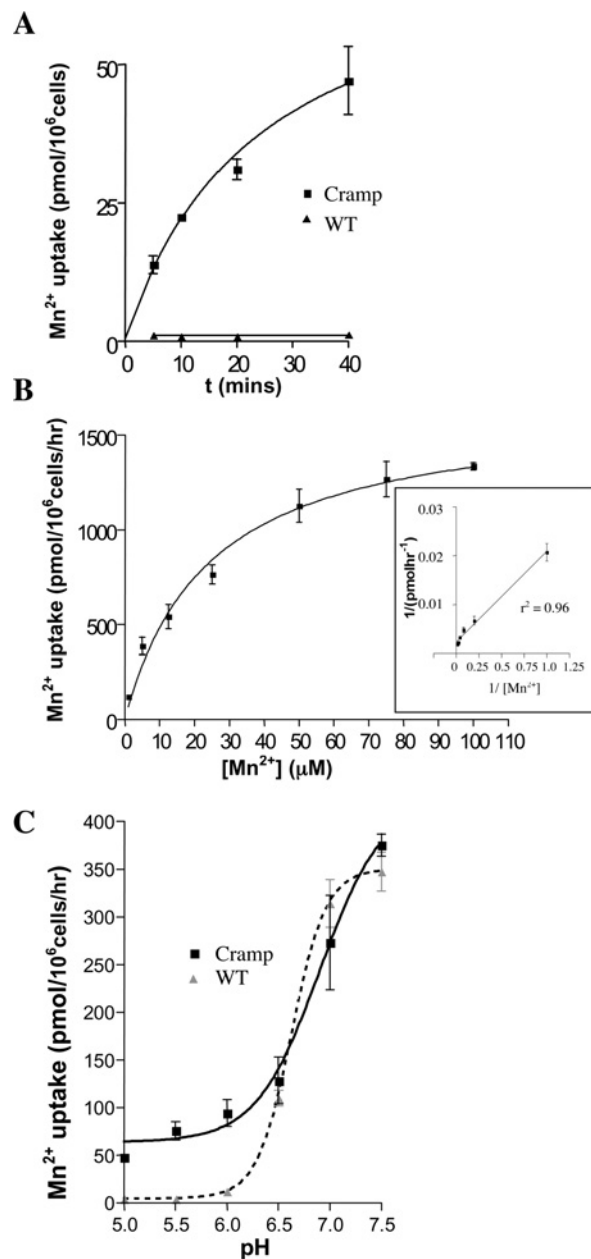 A
Mn²⁺ uptake (pmol/10⁶cells)
50
25
0
Cramp
WT
0 10 20 30 40
t (mins)
B
Mn²⁺ uptake (pmol/10⁶cells/hr)
1500
1000
500
0
0 10 20 30 40 50 60 70 80 90 100 110
[Mn²⁺] (μM)
1/(pmolhr⁻¹)
0.03
0.02
0.01
r² = 0.96
0 0.25 0.50 0.75 1.0 1.25
1/ [Mn²⁺]
C
Mn²⁺ uptake (pmol/10⁶cells/hr)
400
350
300
250
200
150
100
50
0
Cramp
WT
5.0 5.5 6.0 6.5 7.0 7.5
pH